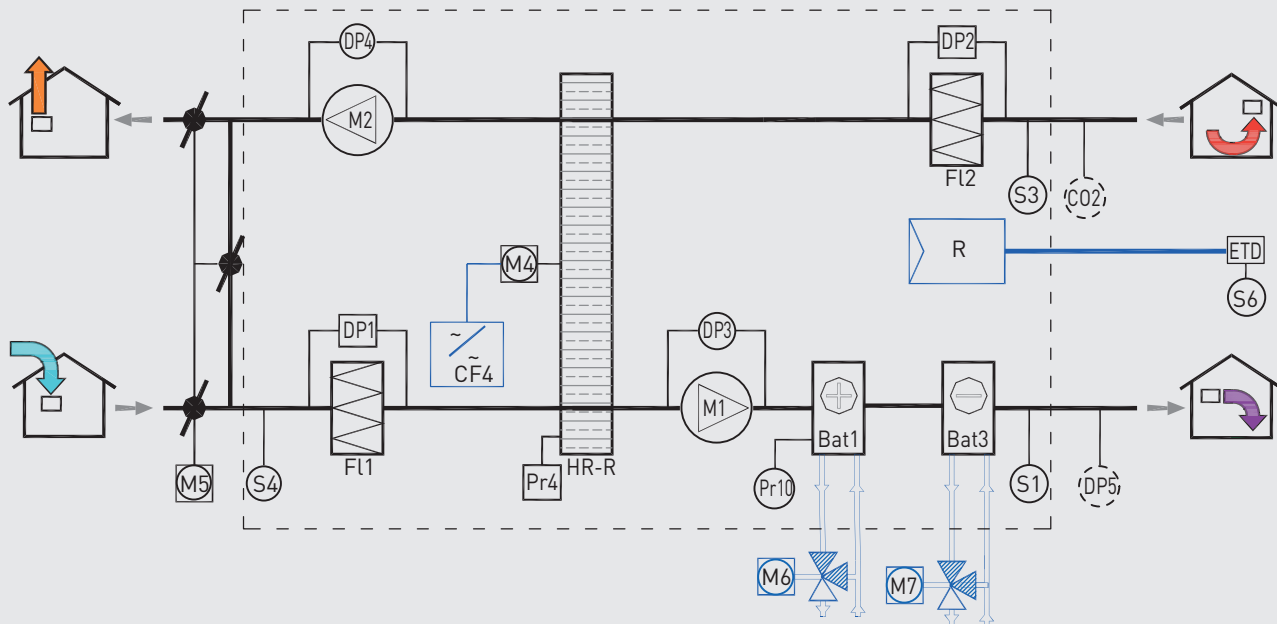 DP4
DP2
M2
Fl2
S3
CO2
R
ETD
M4
S6
DP1
~
~
CF4
DP3
M1
Bat1
Bat3
Fl1
HR-R
M5
S4
Pr4
Pr10
S1
DP5
M6
M7